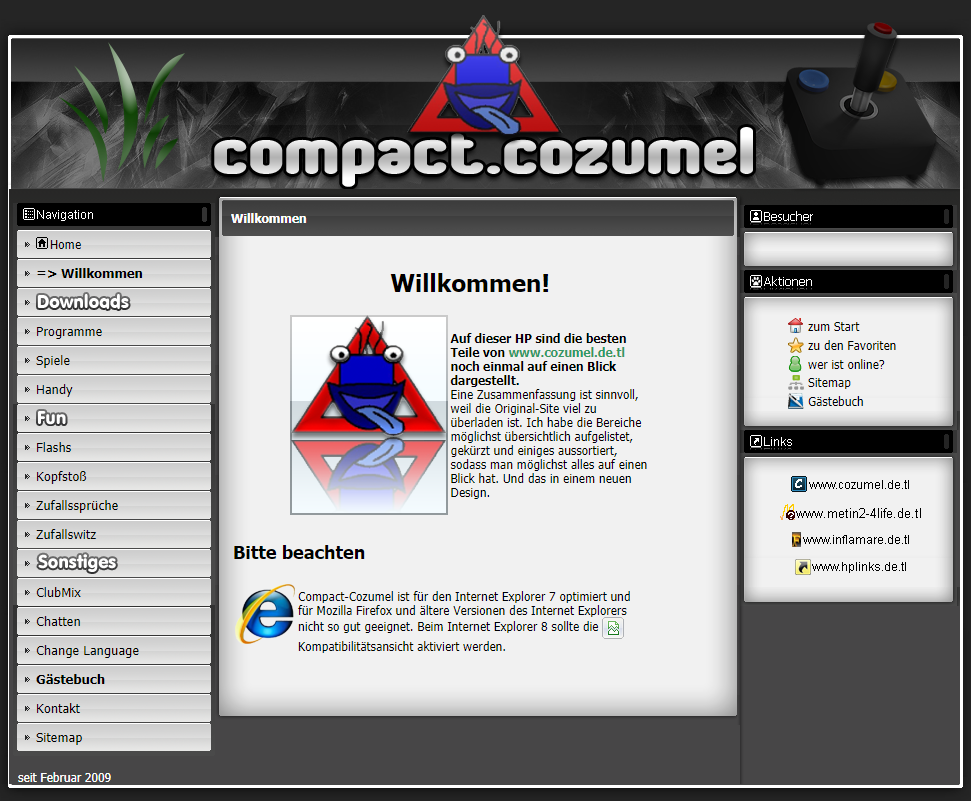 compact.cozumel
Navigation
Home
=> Willkommen
Downloads
Programme
Spiele
Handy
Fun
Flashs
Kopfstoß
Zufallssprüche
Zufallswitz
Sonstiges
ClubMix
Chatten
Change Language
Gästebuch
Kontakt
Sitemap
seit Februar 2009
Willkommen
Willkommen!
Auf dieser HP sind die besten
Teile von www.cozumel.de.tl
noch einmal auf einen Blick
dargestellt.
Eine Zusammenfassung ist sinnvoll,
weil die Original-Site viel zu
überladen ist. Ich habe die Bereiche
möglichst übersichtlich aufgelistet,
gekürzt und einiges aussortiert,
sodass man möglichst alles auf einen
Blick hat. Und das in einem neuen
Design.
Bitte beachten
Compact-Cozumel ist für den Internet Explorer 7 optimiert und
für Mozilla Firefox und ältere Versionen des Internet Explorers
nicht so gut geeignet. Beim Internet Explorer 8 sollte die
Kompatibilitätsansicht aktiviert werden.
Besucher
Aktionen
zum Start
zu den Favoriten
wer ist online?
Sitemap
Gästebuch
Links
www.cozumel.de.tl
www.metin2-4life.de.tl
www.inflamare.de.tl
www.hplinks.de.tl